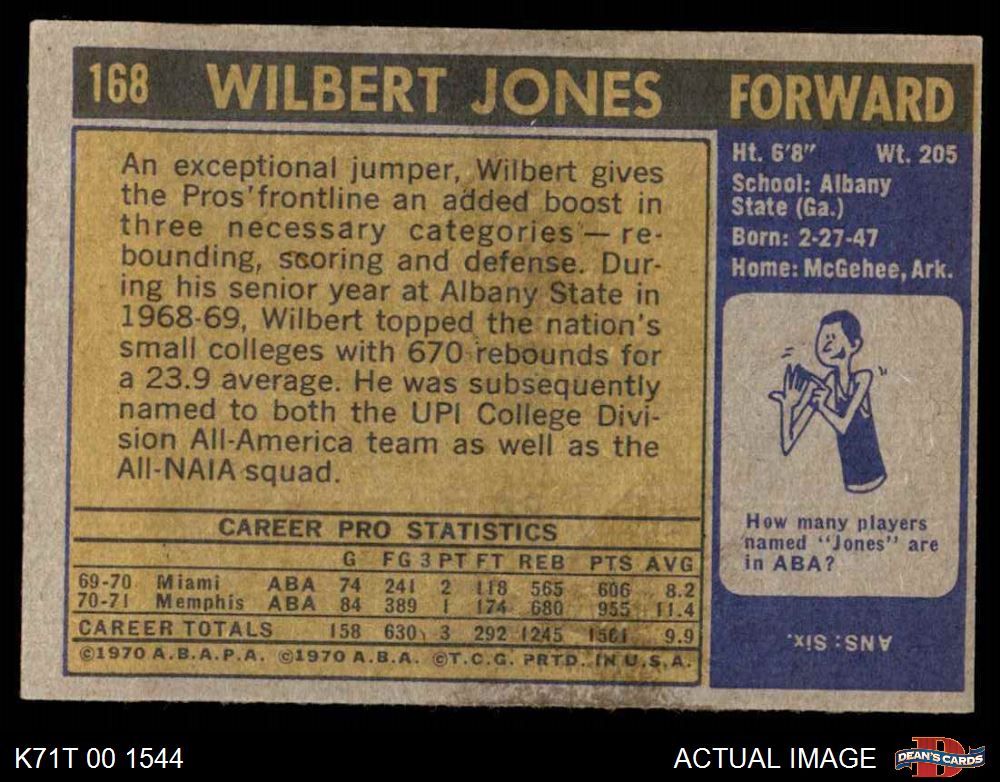 168 WILBERT JONES FORWARD
An exceptional jumper, Wilbert gives
the Pros' frontline an added boost in
three necessary categories — re-
bounding, scoring and defense. Dur-
ing his senior year at Albany State in
1968-69, Wilbert topped the nation's
small colleges with 670 rebounds for
a 23.9 average. He was subsequently
named to both the UPI College Divi-
sion All-America team as well as the
All-NAIA squad.
CAREER PRO STATISTICS
G FG 3PT FT REB PTS AVG
69-70 Miami ABA 74 241 2 118 565 606 8.2
70-71 Memphis ABA 84 389 1 174 680 955 11.4
CAREER TOTALS 158 630 3 292 1245 1561 9.9
©1970 A.B.A.P.A. ©1970 A.B.A. ©T.C.G. PRTD. IN U.S.A.
Ht. 6'8" Wt. 205
School: Albany
State (Ga.)
Born: 2-27-47
Home: McGehee, Ark.
How many players
named "Jones" are
in ABA?
ANS: Six.
K71T 00 1544
ACTUAL IMAGE
D
DEAN'S CARDS